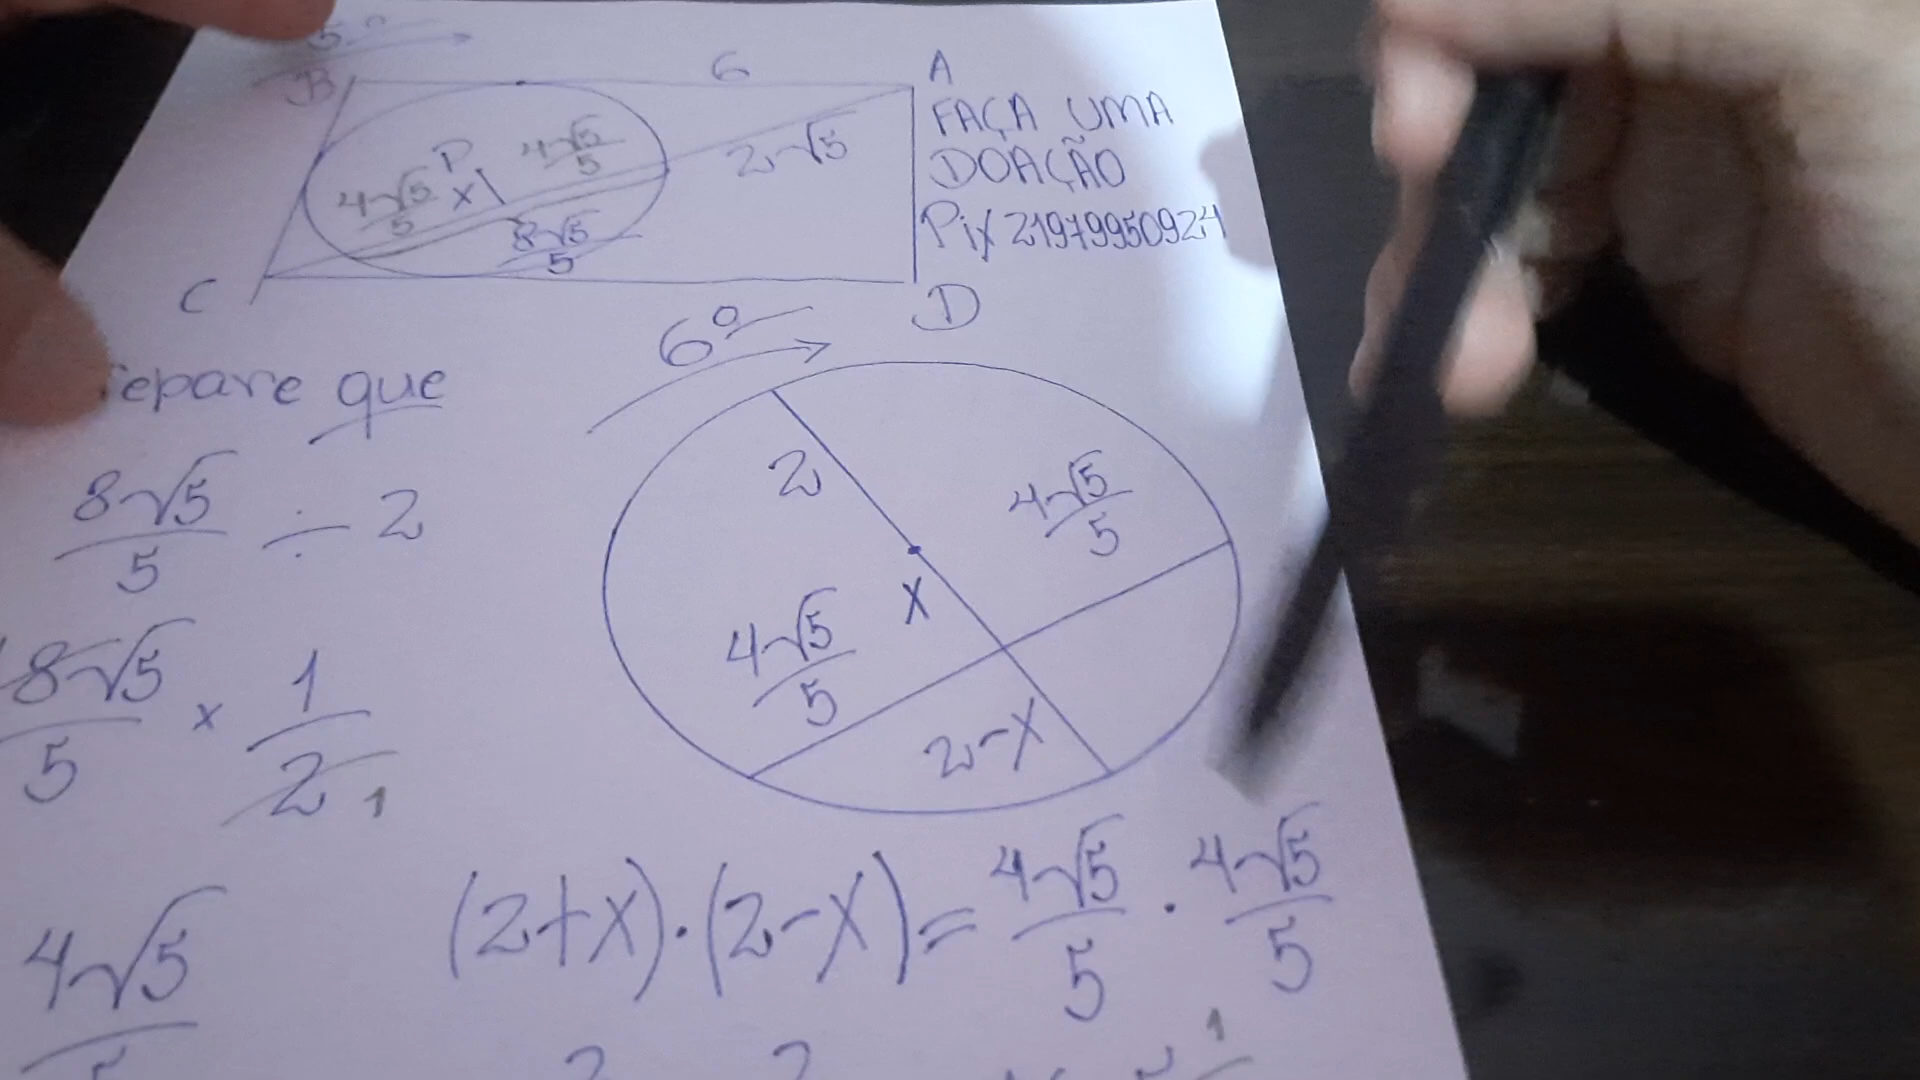 5º
B
6
A
FAÇA UMA
DOAÇÃO
Pix 21979950924
P
4√5/5
4√5/5
x
8√5/5
2√5
C
D
6º
repare que
8√5/5 ÷ 2
8√5/5 × 1/2 1
4√5
2
4√5/5
x
4√5/5
2-x
(2+x).(2-x)= 4√5/5 . 4√5/5
1